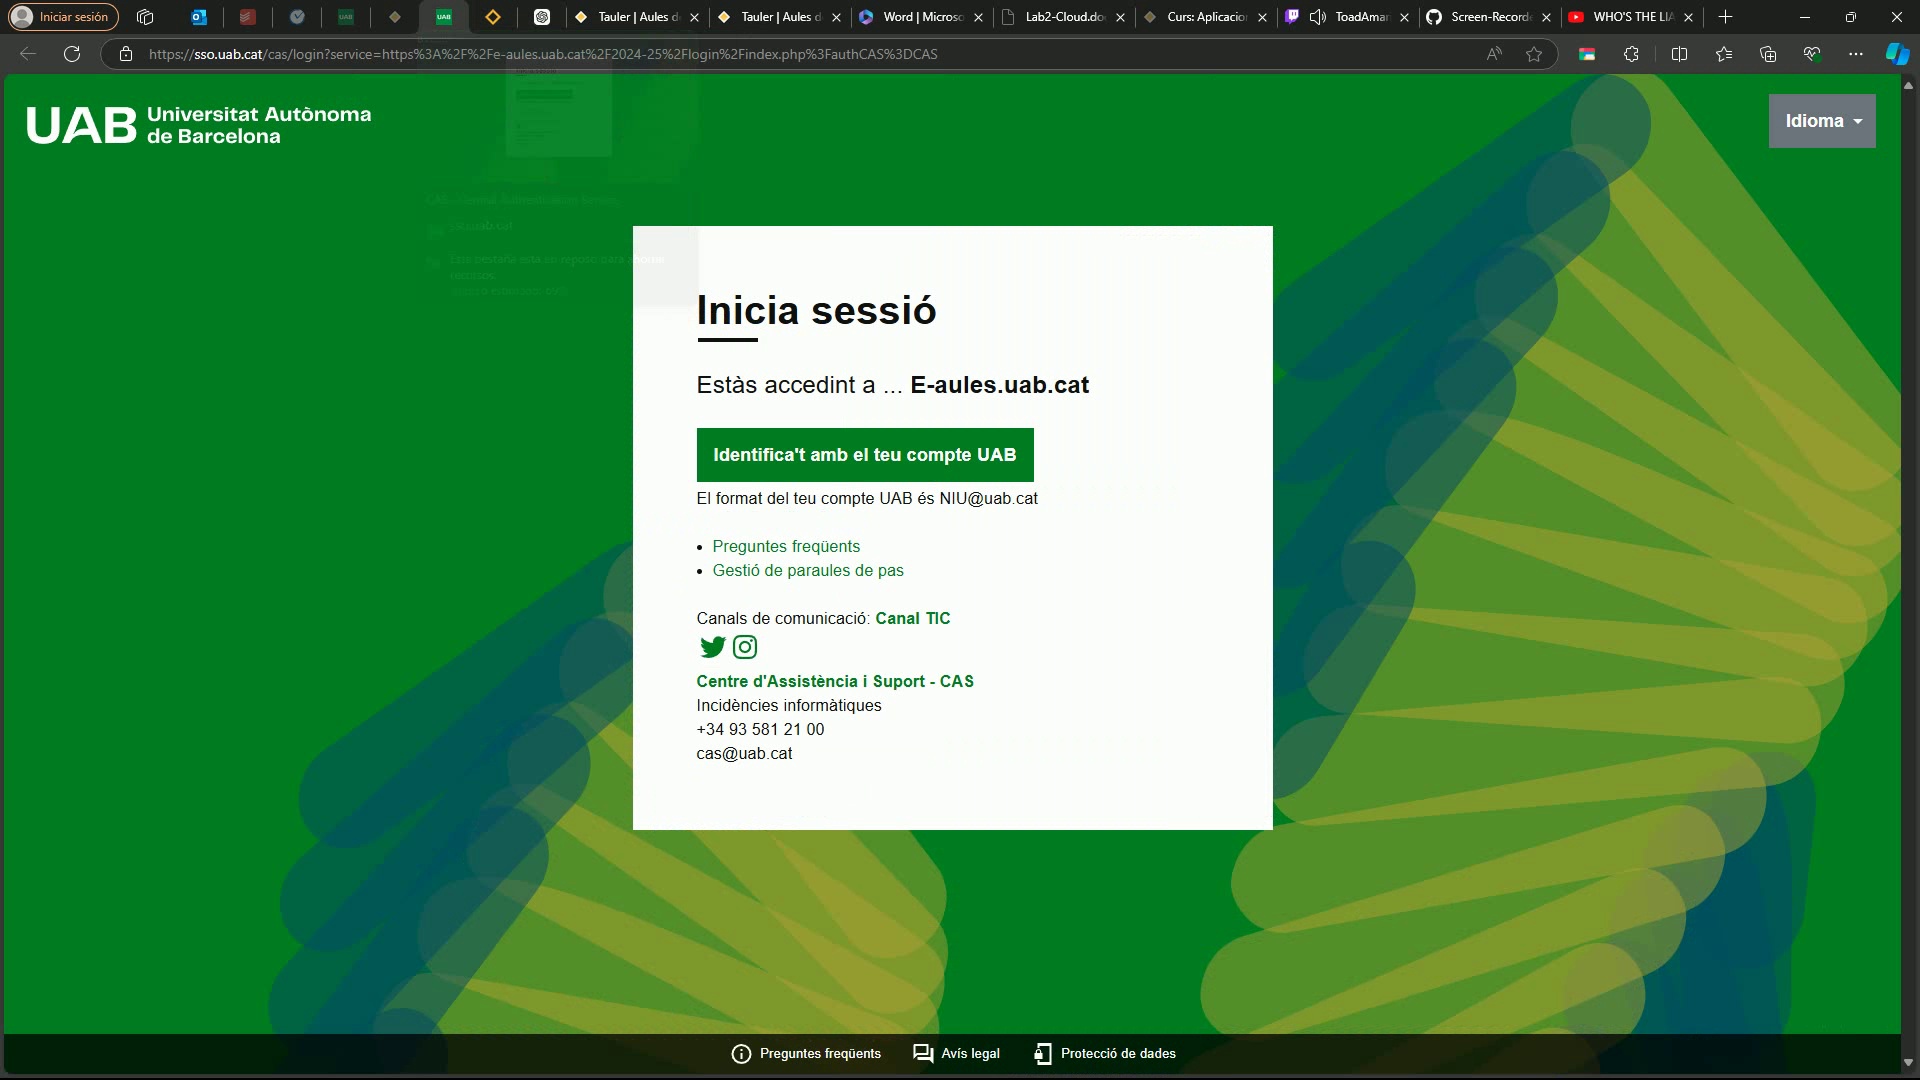 Iniciar sesión
Tauler | Aules d
Tauler | Aules d
Word | Microso
Lab2-Cloud.do
Curs: Aplicacion
ToadAmar
Screen-Recorde
WHO'S THE LIA
https://sso.uab.cat/cas/login?service=https%3A%2F%2Fe-aules.uab.cat%2F2024-25%2Flogin%2Findex.php%3FauthCAS%3DCAS
UAB Universitat Autònoma
de Barcelona
Idioma
Inicia sessió
Estàs accedint a ... E-aules.uab.cat
Identifica't amb el teu compte UAB
El format del teu compte UAB és NIU@uab.cat
Preguntes freqüents
Gestió de paraules de pas
Canals de comunicació: Canal TIC
Centre d'Assistència i Suport - CAS
Incidències informàtiques
+34 93 581 21 00
cas@uab.cat
Preguntes freqüents
Avís legal
Protecció de dades